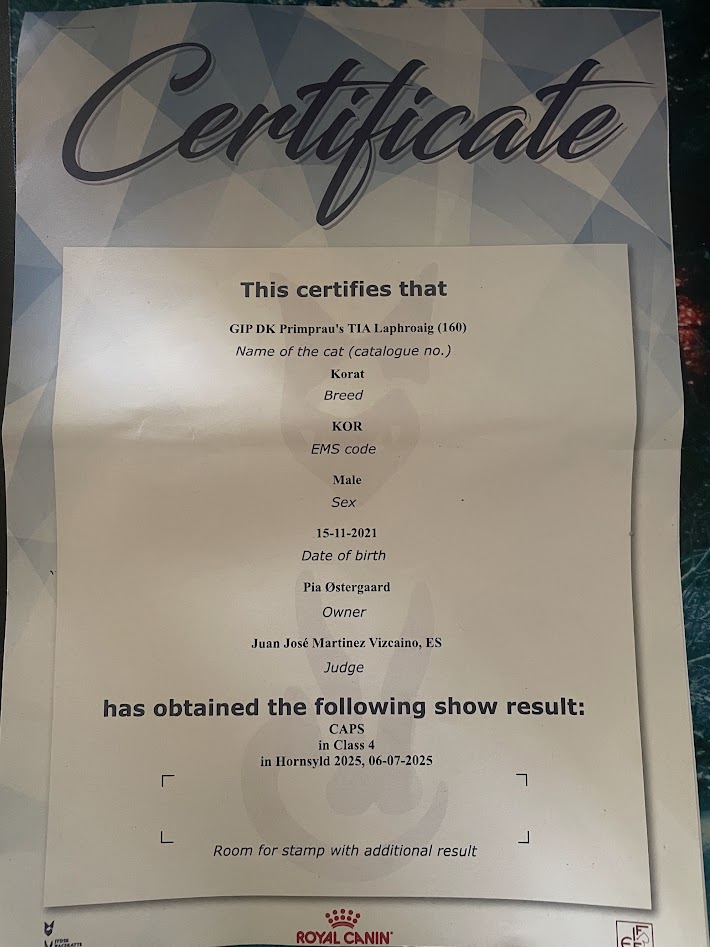 Certificate
This certifies that
GIP DK Primprau's TIA Laphroaig (160)
Name of the cat (catalogue no.)
Korat
Breed
KOR
EMS code
Male
Sex
15-11-2021
Date of birth
Pia Østergaard
Owner
Juan José Martinez Vizcaino, ES
Judge
has obtained the following show result:
CAPS
in Class 4
in Hornsyld 2025, 06-07-2025
Room for stamp with additional result
JYDSK
RACEKATTE
ROYAL CANIN